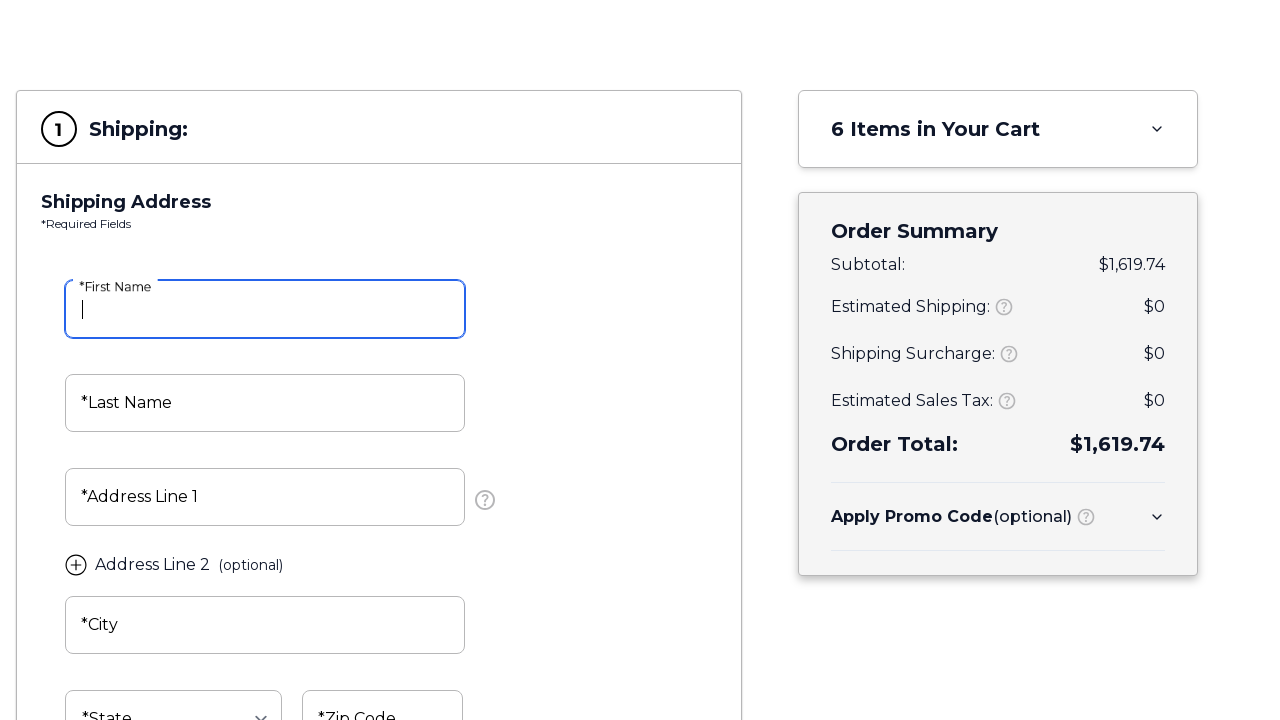 1 Shipping:
Shipping Address
*Required Fields
*First Name
*Last Name
*Address Line 1
Address Line 2 (optional)
*City
*State
*Zip Code
6 Items in Your Cart
Order Summary
Subtotal: $1,619.74
Estimated Shipping: $0
Shipping Surcharge: $0
Estimated Sales Tax: $0
Order Total: $1,619.74
Apply Promo Code(optional)